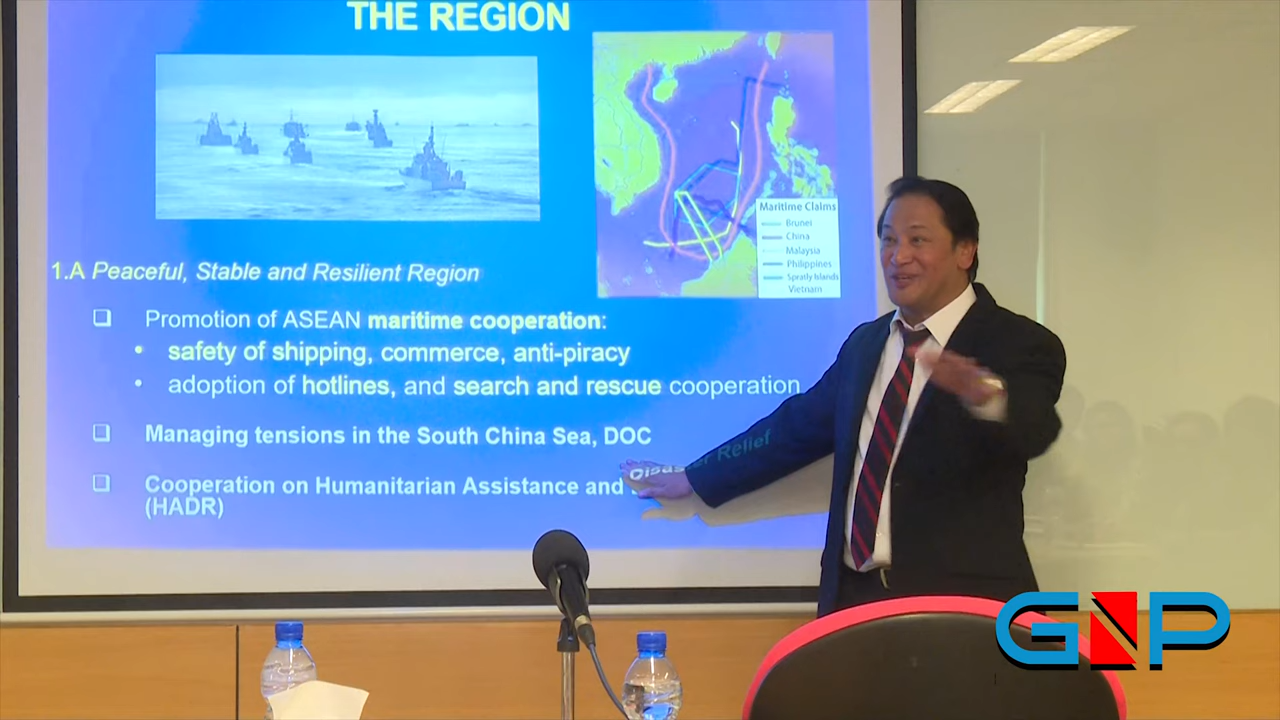 THE REGION
Maritime Claims
Brunei
China
Malaysia
Philippines
Spratly Islands
Vietnam
1.A Peaceful, Stable and Resilient Region
❑ Promotion of ASEAN maritime cooperation:
• safety of shipping, commerce, anti-piracy
• adoption of hotlines, and search and rescue cooperation
❑ Managing tensions in the South China Sea, DOC
❑ Cooperation on Humanitarian Assistance and Disaster Relief
(HADR)
GNP